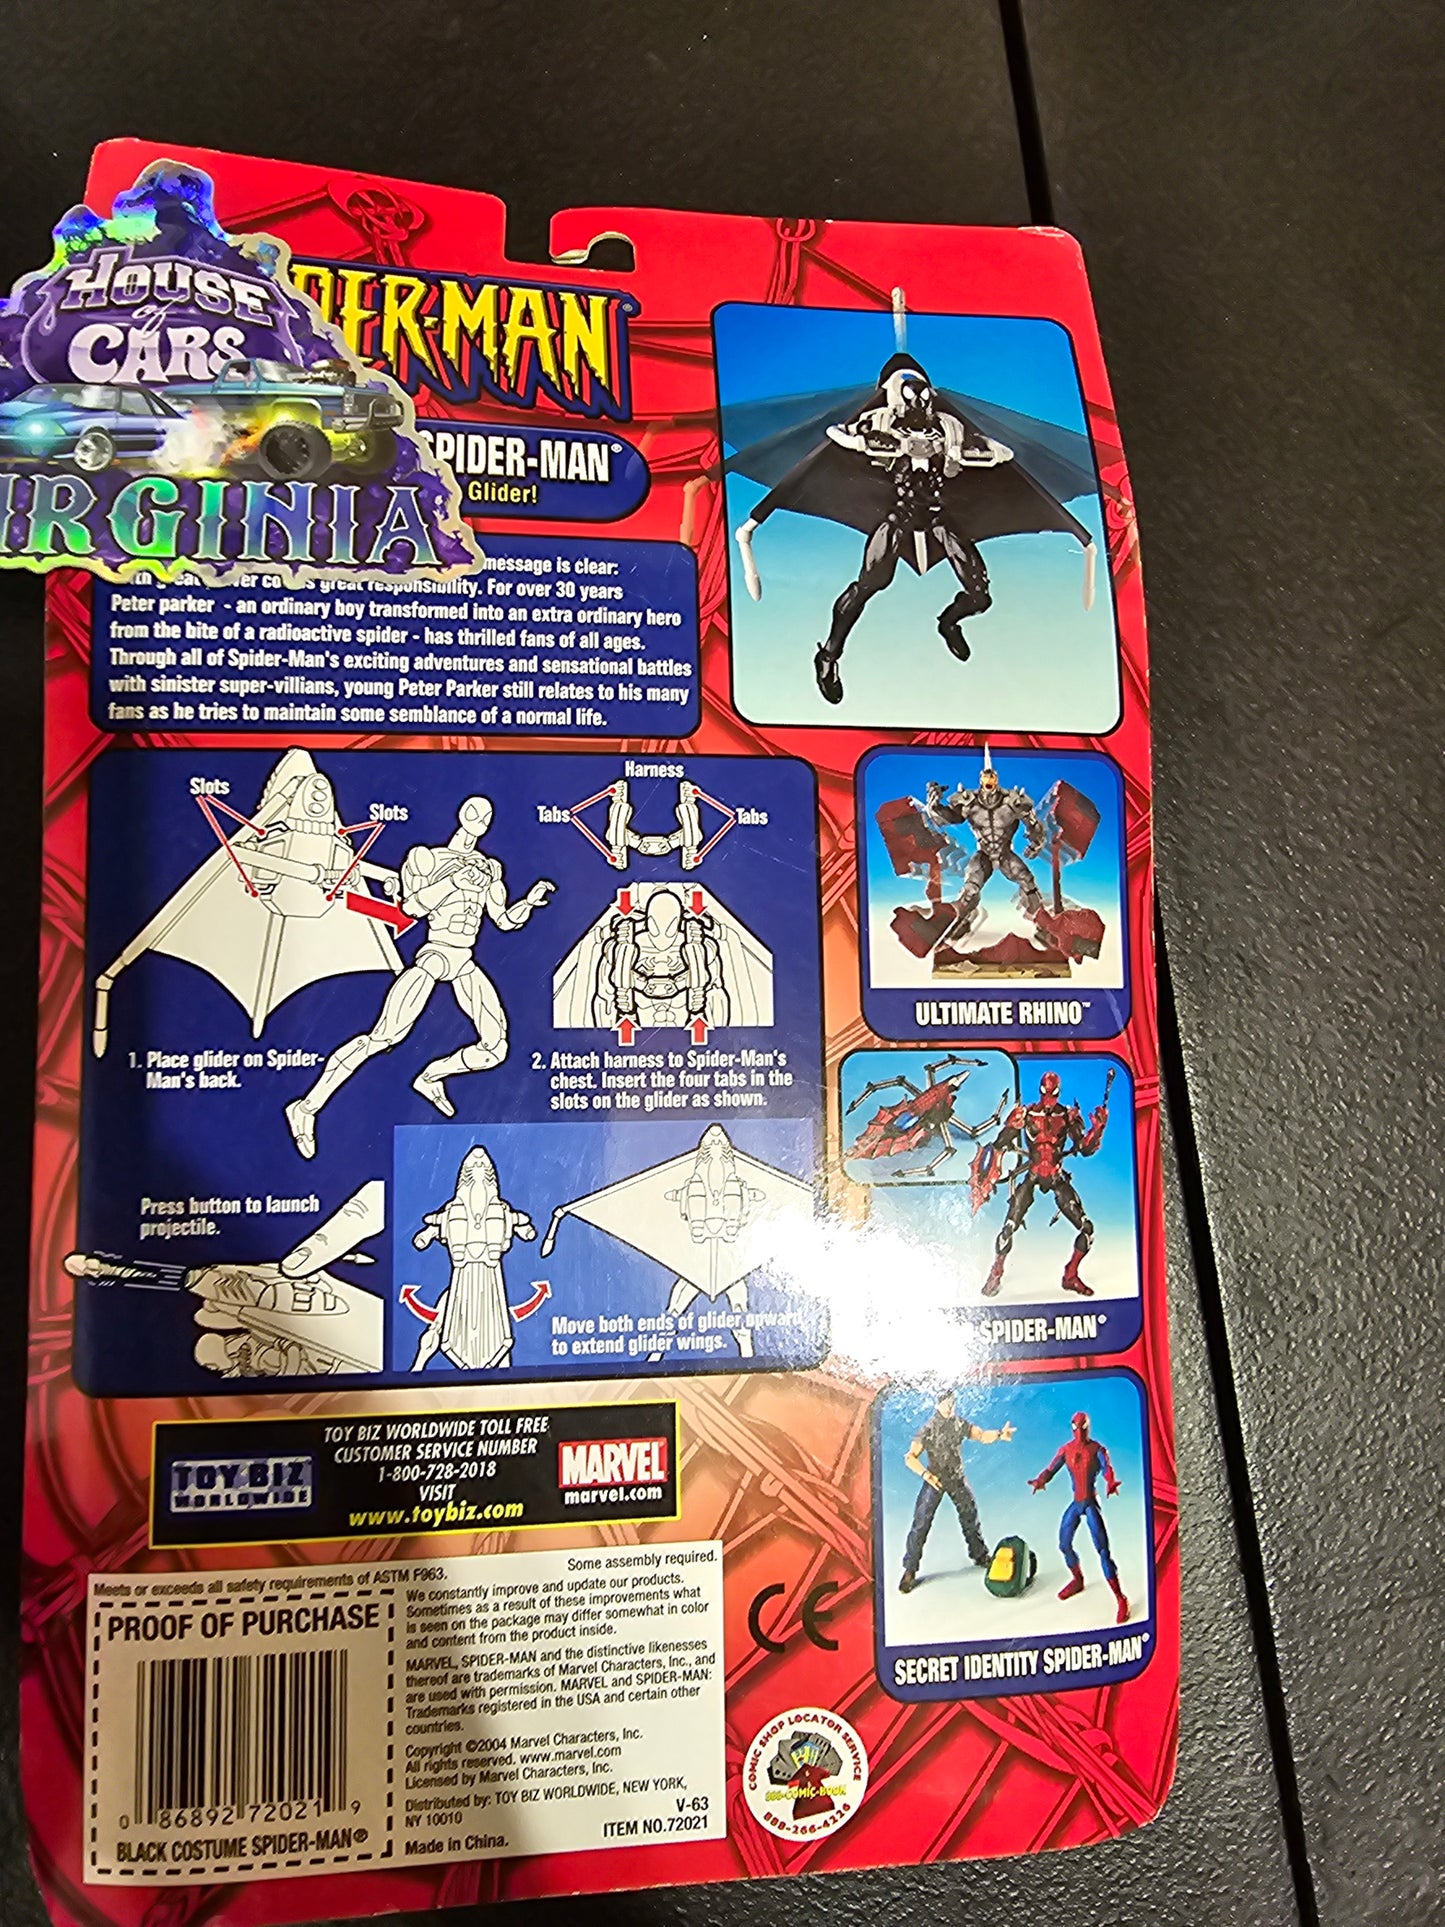 HOUSE
of
CARS
IRGINIA
DER-MAN®
SPIDER-MAN®
Glider!
message is clear:
great responsibility. For over 30 years
Peter parker - an ordinary boy transformed into an extra ordinary hero
from the bite of a radioactive spider - has thrilled fans of all ages.
Through all of Spider-Man's exciting adventures and sensational battles
with sinister super-villians, young Peter Parker still relates to his many
fans as he tries to maintain some semblance of a normal life.
Slots
Slots
Harness
Tabs
Tabs
1. Place glider on Spider-
Man's back.
2. Attach harness to Spider-Man's
chest. Insert the four tabs in the
slots on the glider as shown.
Press button to launch
projectile.
Move both ends of glider upward
to extend glider wings.
ULTIMATE RHINO™
SPIDER-MAN®
SECRET IDENTITY SPIDER-MAN®
TOY BIZ
WORLDWIDE
TOY BIZ WORLDWIDE TOLL FREE
CUSTOMER SERVICE NUMBER
1-800-728-2018
VISIT
www.toybiz.com
MARVEL
marvel.com
Meets or exceeds all safety requirements of ASTM F963.
Some assembly required.
PROOF OF PURCHASE
0 86892 72021 9
BLACK COSTUME SPIDER-MAN®
We constantly improve and update our products.
Sometimes as a result of these improvements what
is seen on the package may differ somewhat in color
and content from the product inside.
MARVEL, SPIDER-MAN and the distinctive likenesses
thereof are trademarks of Marvel Characters, Inc., and
are used with permission. MARVEL and SPIDER-MAN:
Trademarks registered in the USA and certain other
countries.
Copyright ©2004 Marvel Characters, Inc.
All rights reserved. www.marvel.com
Licensed by Marvel Characters, Inc.
Distributed by: TOY BIZ WORLDWIDE, NEW YORK,
NY 10010
V-63
Made in China.
ITEM NO.72021
CE
COMIC SHOP LOCATOR SERVICE
888-COMIC-BOOK
888-266-4226